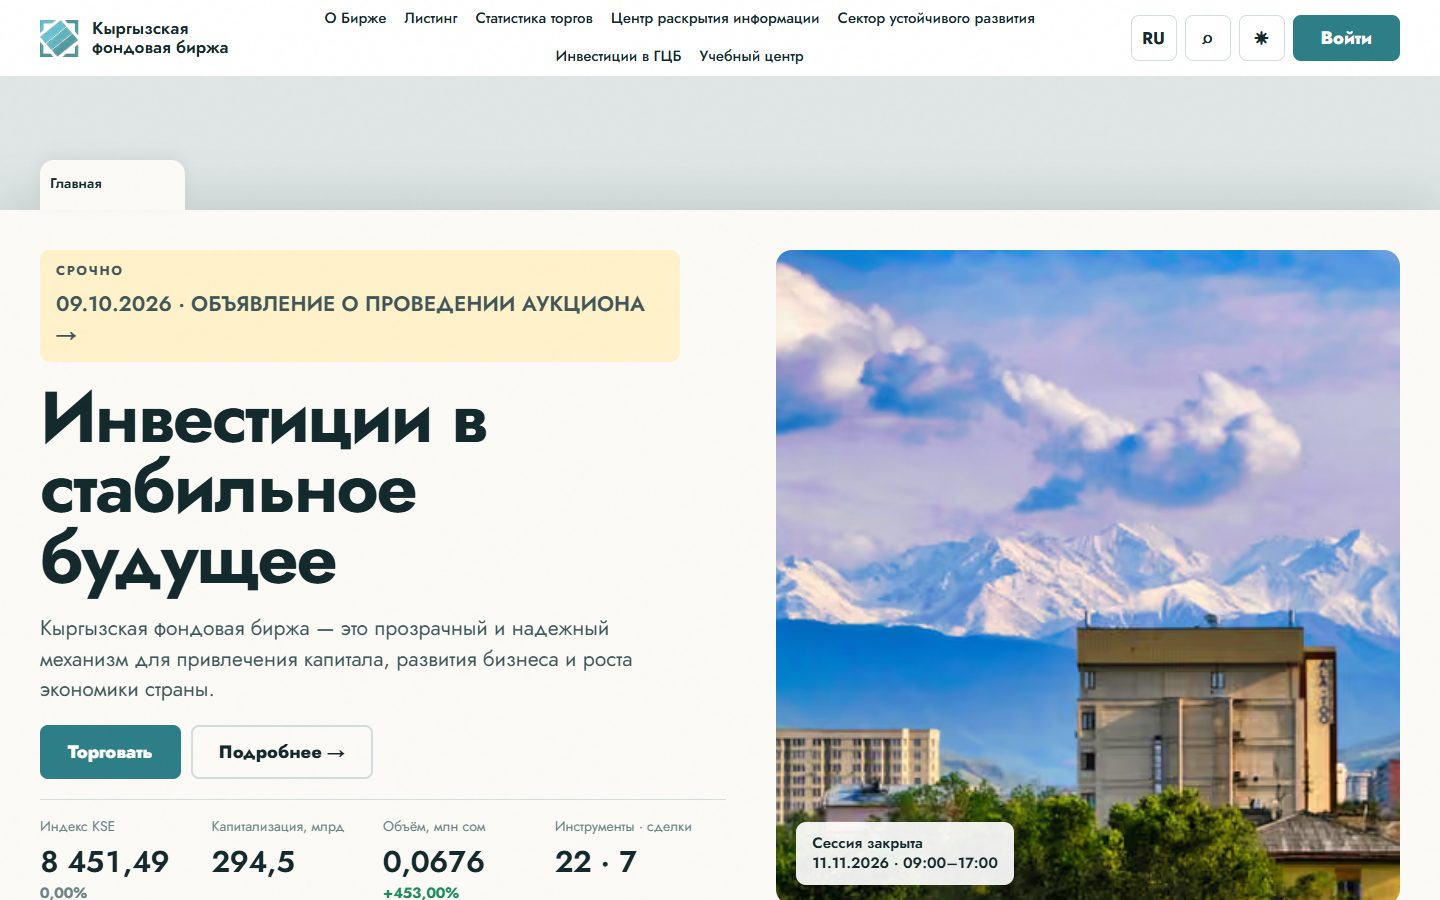 Кыргызская
фондовая биржа
О Бирже Листинг Статистика торгов Центр раскрытия информации Сектор устойчивого развития
Инвестиции в ГЦБ Учебный центр
RU
Войти
Главная
СРОЧНО
09.10.2026 · ОБЪЯВЛЕНИЕ О ПРОВЕДЕНИИ АУКЦИОНА
→
Инвестиции в
стабильное
будущее
Кыргызская фондовая биржа — это прозрачный и надежный
механизм для привлечения капитала, развития бизнеса и роста
экономики страны.
Торговать Подробнее →
Индекс KSE Капитализация, млрд Объём, млн сом Инструменты · сделки
8 451,49 294,5 0,0676 22 · 7
0,00% +453,00%
Сессия закрыта
11.11.2026 · 09:00–17:00